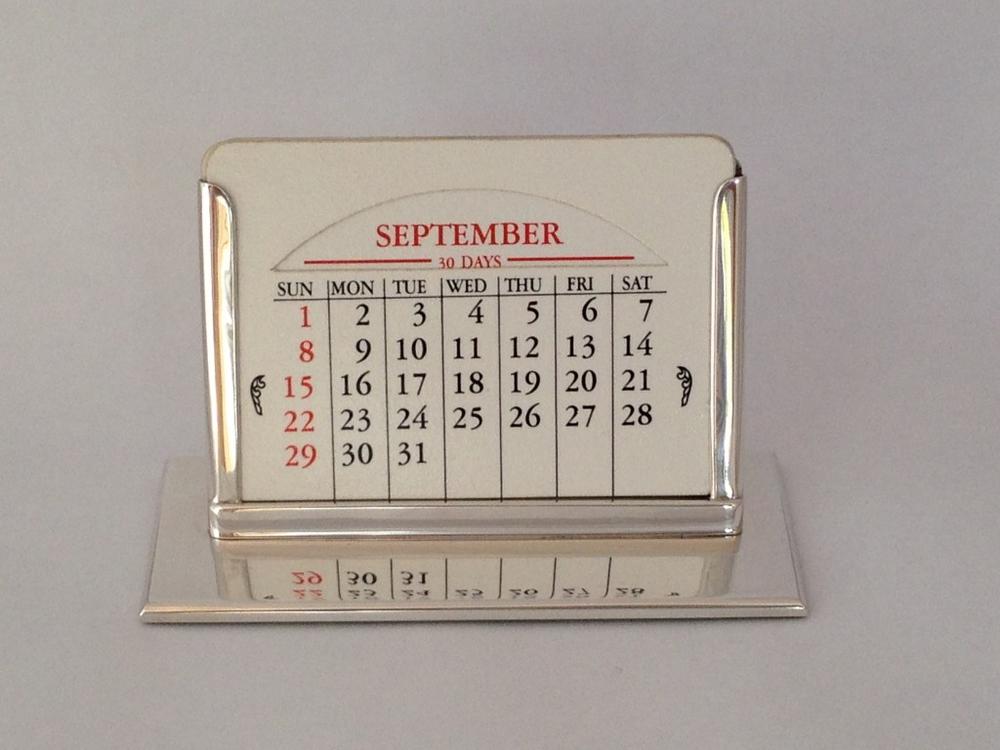 SEPTEMBER
30 DAYS
SUN MON TUE WED THU FRI SAT
1 2 3 4 5 6 7
8 9 10 11 12 13 14
15 16 17 18 19 20 21
22 23 24 25 26 27 28
29 30 31